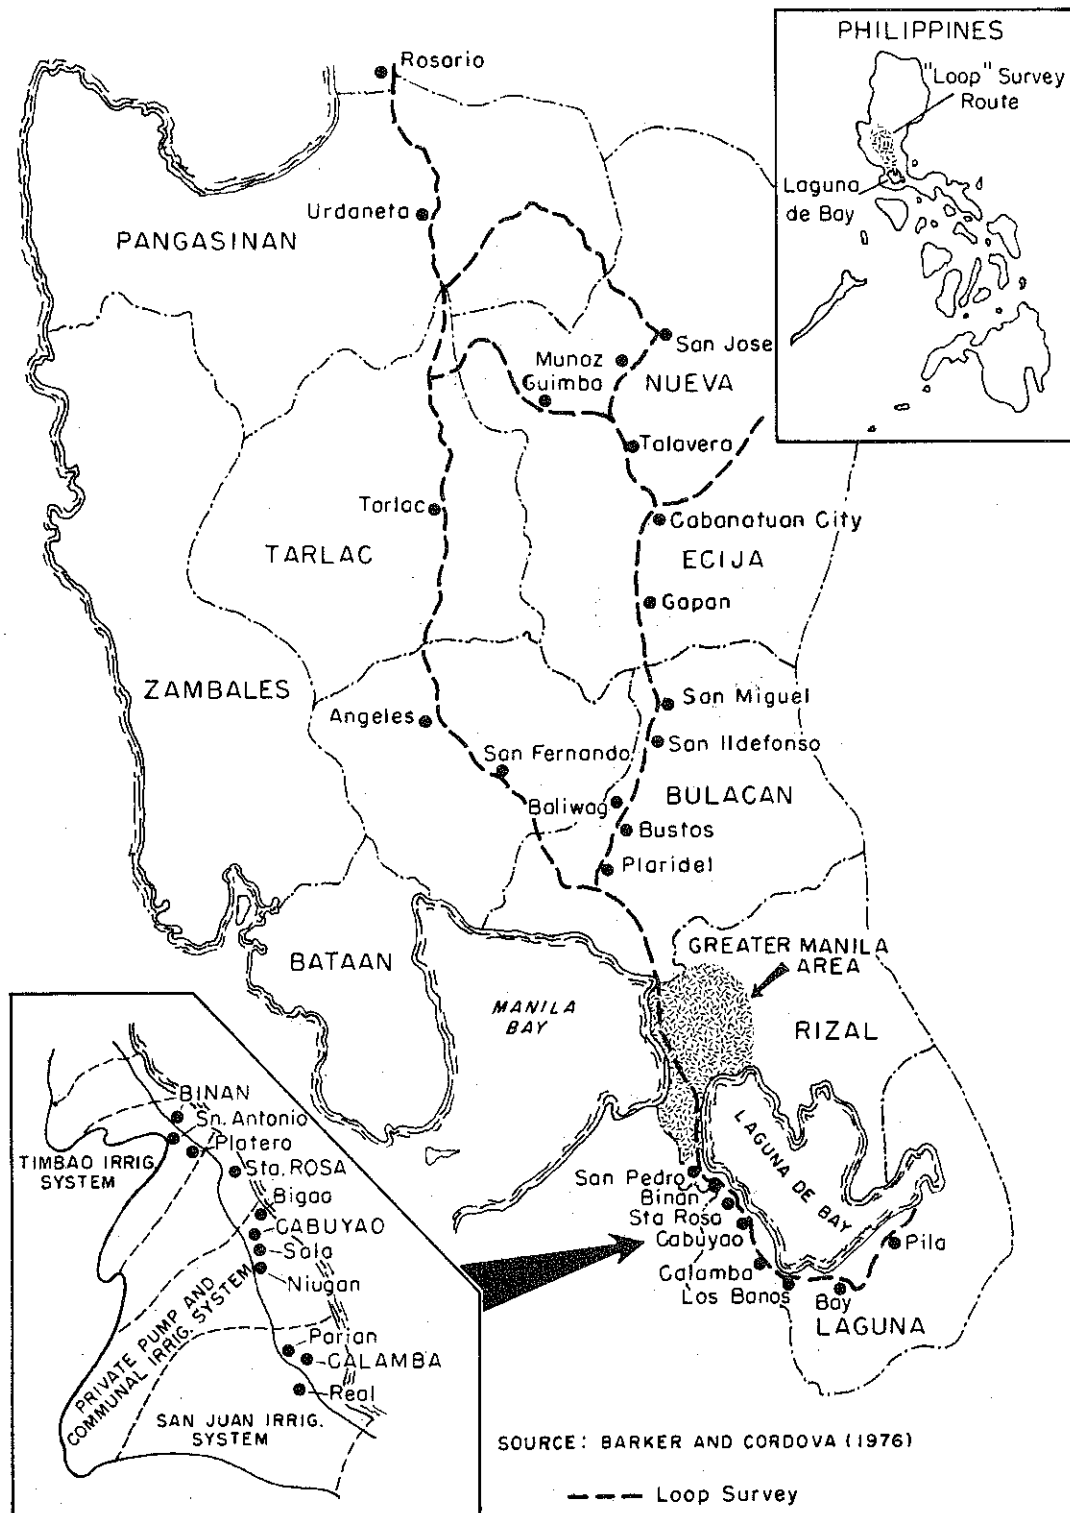 PHILIPPINES
"Loop" Survey
Route
Laguna
de Bay
Rosario
Urdaneta
PANGASINAN
San Jose
Munoz
Guimba
NUEVA
Talavera
Tarlac
Cabanatuan City
TARLAC
ECIJA
Gapan
ZAMBALES
San Miguel
Angeles
San Ildefonso
San Fernando
BULACAN
Baliwag
Bustos
Plaridel
GREATER MANILA
AREA
BATAAN
MANILA
BAY
RIZAL
LAGUNA DE BAY
San Pedro
Binan
Sta Rosa
Cabuyao
Calamba
Los Banos
Bay
Pila
LAGUNA
BINAN
Sn. Antonio
Platero
TIMBAO IRRIG.
SYSTEM
Sta. ROSA
Bigaa
CABUYAO
Sala
Niugan
PRIVATE PUMP AND
COMMUNAL IRRIG. SYSTEM
Parian
CALAMBA
Real
SAN JUAN IRRIG.
SYSTEM
SOURCE: BARKER AND CORDOVA (1976)
Loop Survey